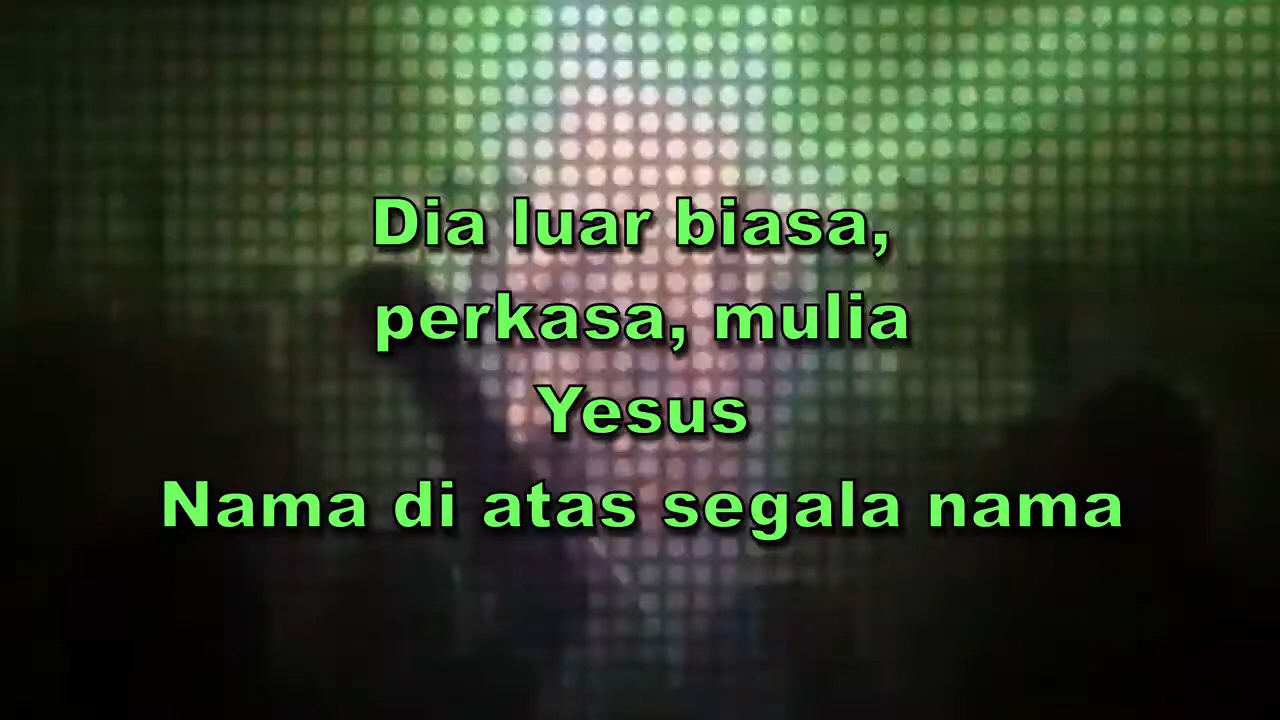 Dia luar biasa,
perkasa, mulia
Yesus
Nama di atas segala nama